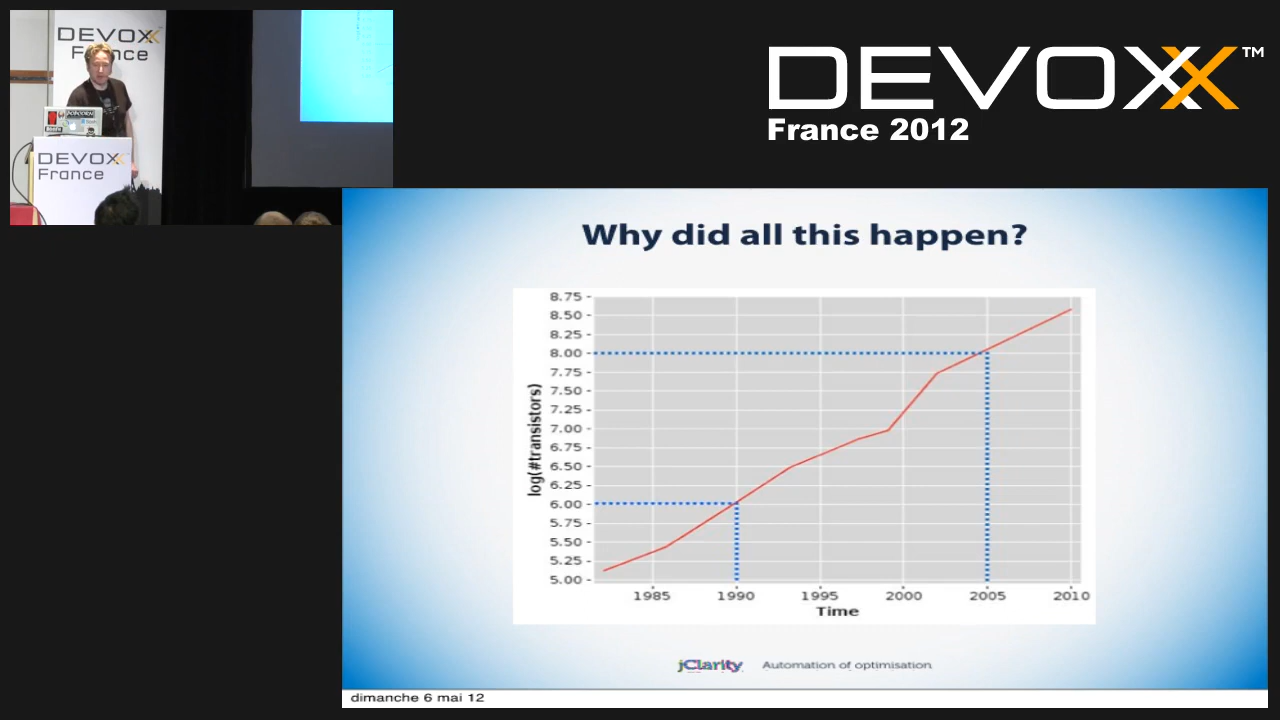 DEVOXX
France
DEVOXX
France
DEVOXX™
France 2012
Why did all this happen?
log(#transistors)
8.75
8.50
8.25
8.00
7.75
7.50
7.25
7.00
6.75
6.50
6.25
6.00
5.75
5.50
5.25
5.00
1985 1990 1995 2000 2005 2010
Time
jClarity Automation of optimisation
dimanche 6 mai 12